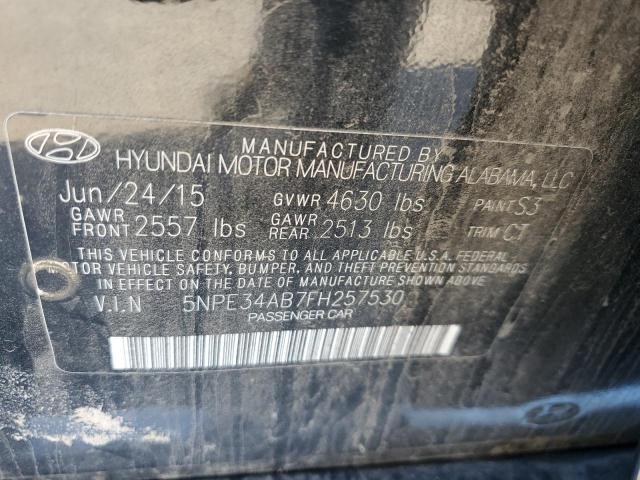 MANUFACTURED BY
HYUNDAI MOTOR MANUFACTURING ALABAMA, LLC
Jun/24/15 GVWR 4630 lbs PAINT S3
GAWR FRONT 2557 lbs GAWR REAR 2513 lbs TRIM CT
THIS VEHICLE CONFORMS TO ALL APPLICABLE U.S.A. FEDERAL
MOTOR VEHICLE SAFETY, BUMPER, AND THEFT PREVENTION STANDARDS
IN EFFECT ON THE DATE OF MANUFACTURE SHOWN ABOVE.
V.I.N 5NPE34AB7FH257530
PASSENGER CAR